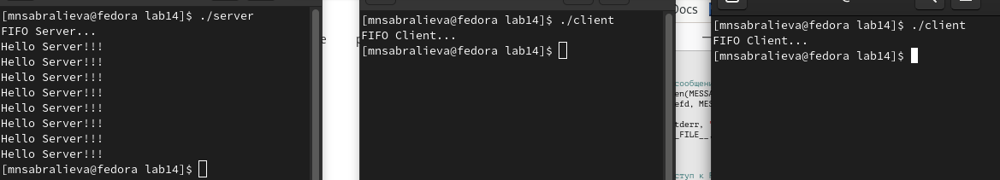 [mnsabralieva@fedora lab14]$ ./server
FIFO Server...
Hello Server!!!
Hello Server!!!
Hello Server!!!
Hello Server!!!
Hello Server!!!
Hello Server!!!
Hello Server!!!
Hello Server!!!
[mnsabralieva@fedora lab14]$
[mnsabralieva@fedora lab14]$ ./client
FIFO Client...
[mnsabralieva@fedora lab14]$
Docs
сообщени
en(MESSA
efd, MES
tderr, "
_FILE__,
ступ к F
[mnsabralieva@fedora lab14]$ ./client
FIFO Client...
[mnsabralieva@fedora lab14]$